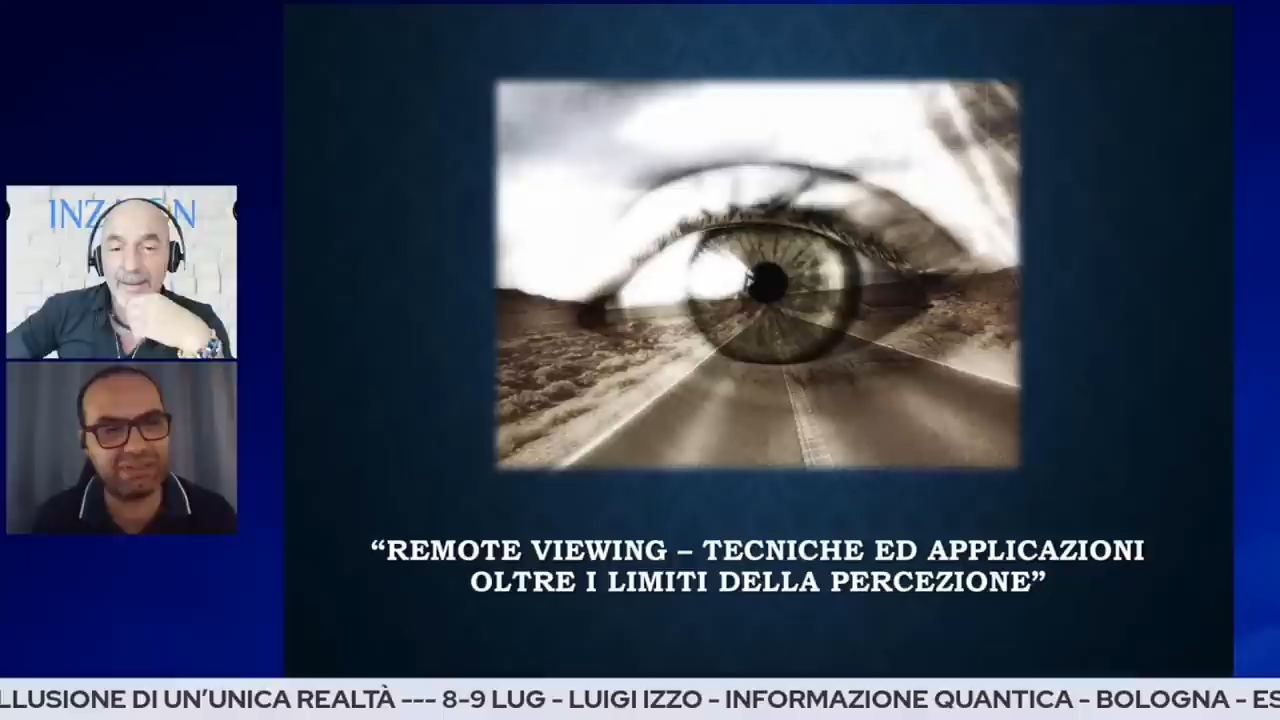 “REMOTE VIEWING – TECNICHE ED APPLICAZIONI
OLTRE I LIMITI DELLA PERCEZIONE”
LLUSIONE DI UN’UNICA REALTÀ --- 8-9 LUG - LUIGI IZZO - INFORMAZIONE QUANTICA - BOLOGNA - ES